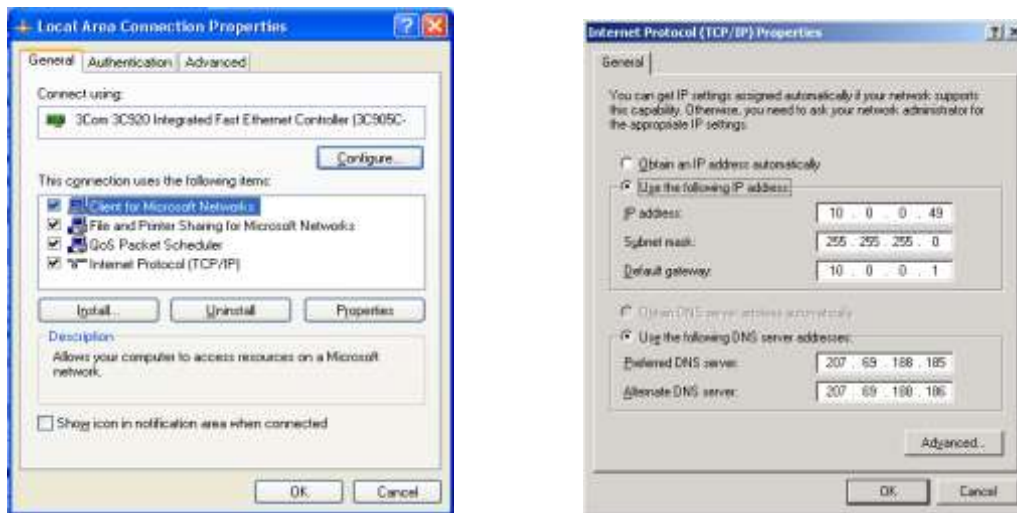 Local Area Connection Properties
General Authentication Advanced
Connect using:
3Com 3C920 Integrated Fast Ethernet Controller (3C905C-
Configure...
This connection uses the following items:
Client for Microsoft Networks
File and Printer Sharing for Microsoft Networks
QoS Packet Scheduler
Internet Protocol (TCP/IP)
Install... Uninstall Properties
Description
Allows your computer to access resources on a Microsoft
network.
Show icon in notification area when connected
OK Cancel
Internet Protocol (TCP/IP) Properties
General
You can get IP settings assigned automatically if your network supports
this capability. Otherwise, you need to ask your network administrator for
the appropriate IP settings.
Obtain an IP address automatically
Use the following IP address:
IP address: 10 . 0 . 0 . 49
Subnet mask: 255 . 255 . 255 . 0
Default gateway: 10 . 0 . 0 . 1
Obtain DNS server address automatically
Use the following DNS server addresses:
Preferred DNS server: 207 . 69 . 188 . 185
Alternate DNS server: 207 . 69 . 188 . 186
Advanced...
OK Cancel